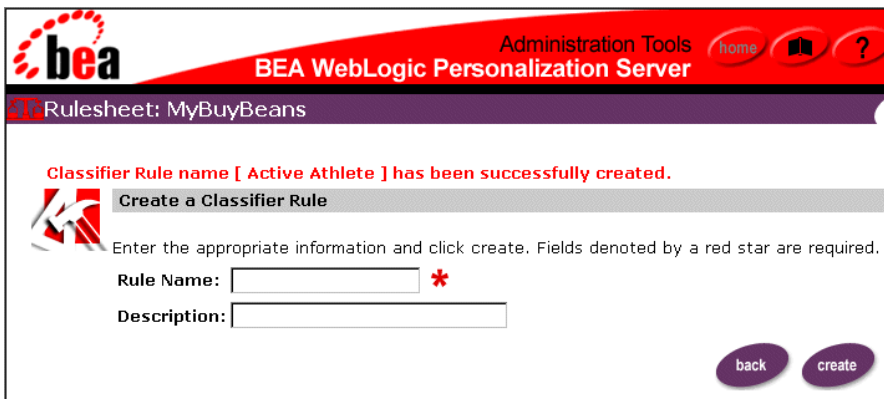 bea
Administration Tools
BEA WebLogic Personalization Server
home
?
Rulesheet: MyBuyBeans
Classifier Rule name [ Active Athlete ] has been successfully created.
Create a Classifier Rule
Enter the appropriate information and click create. Fields denoted by a red star are required.
Rule Name: *
Description:
back create